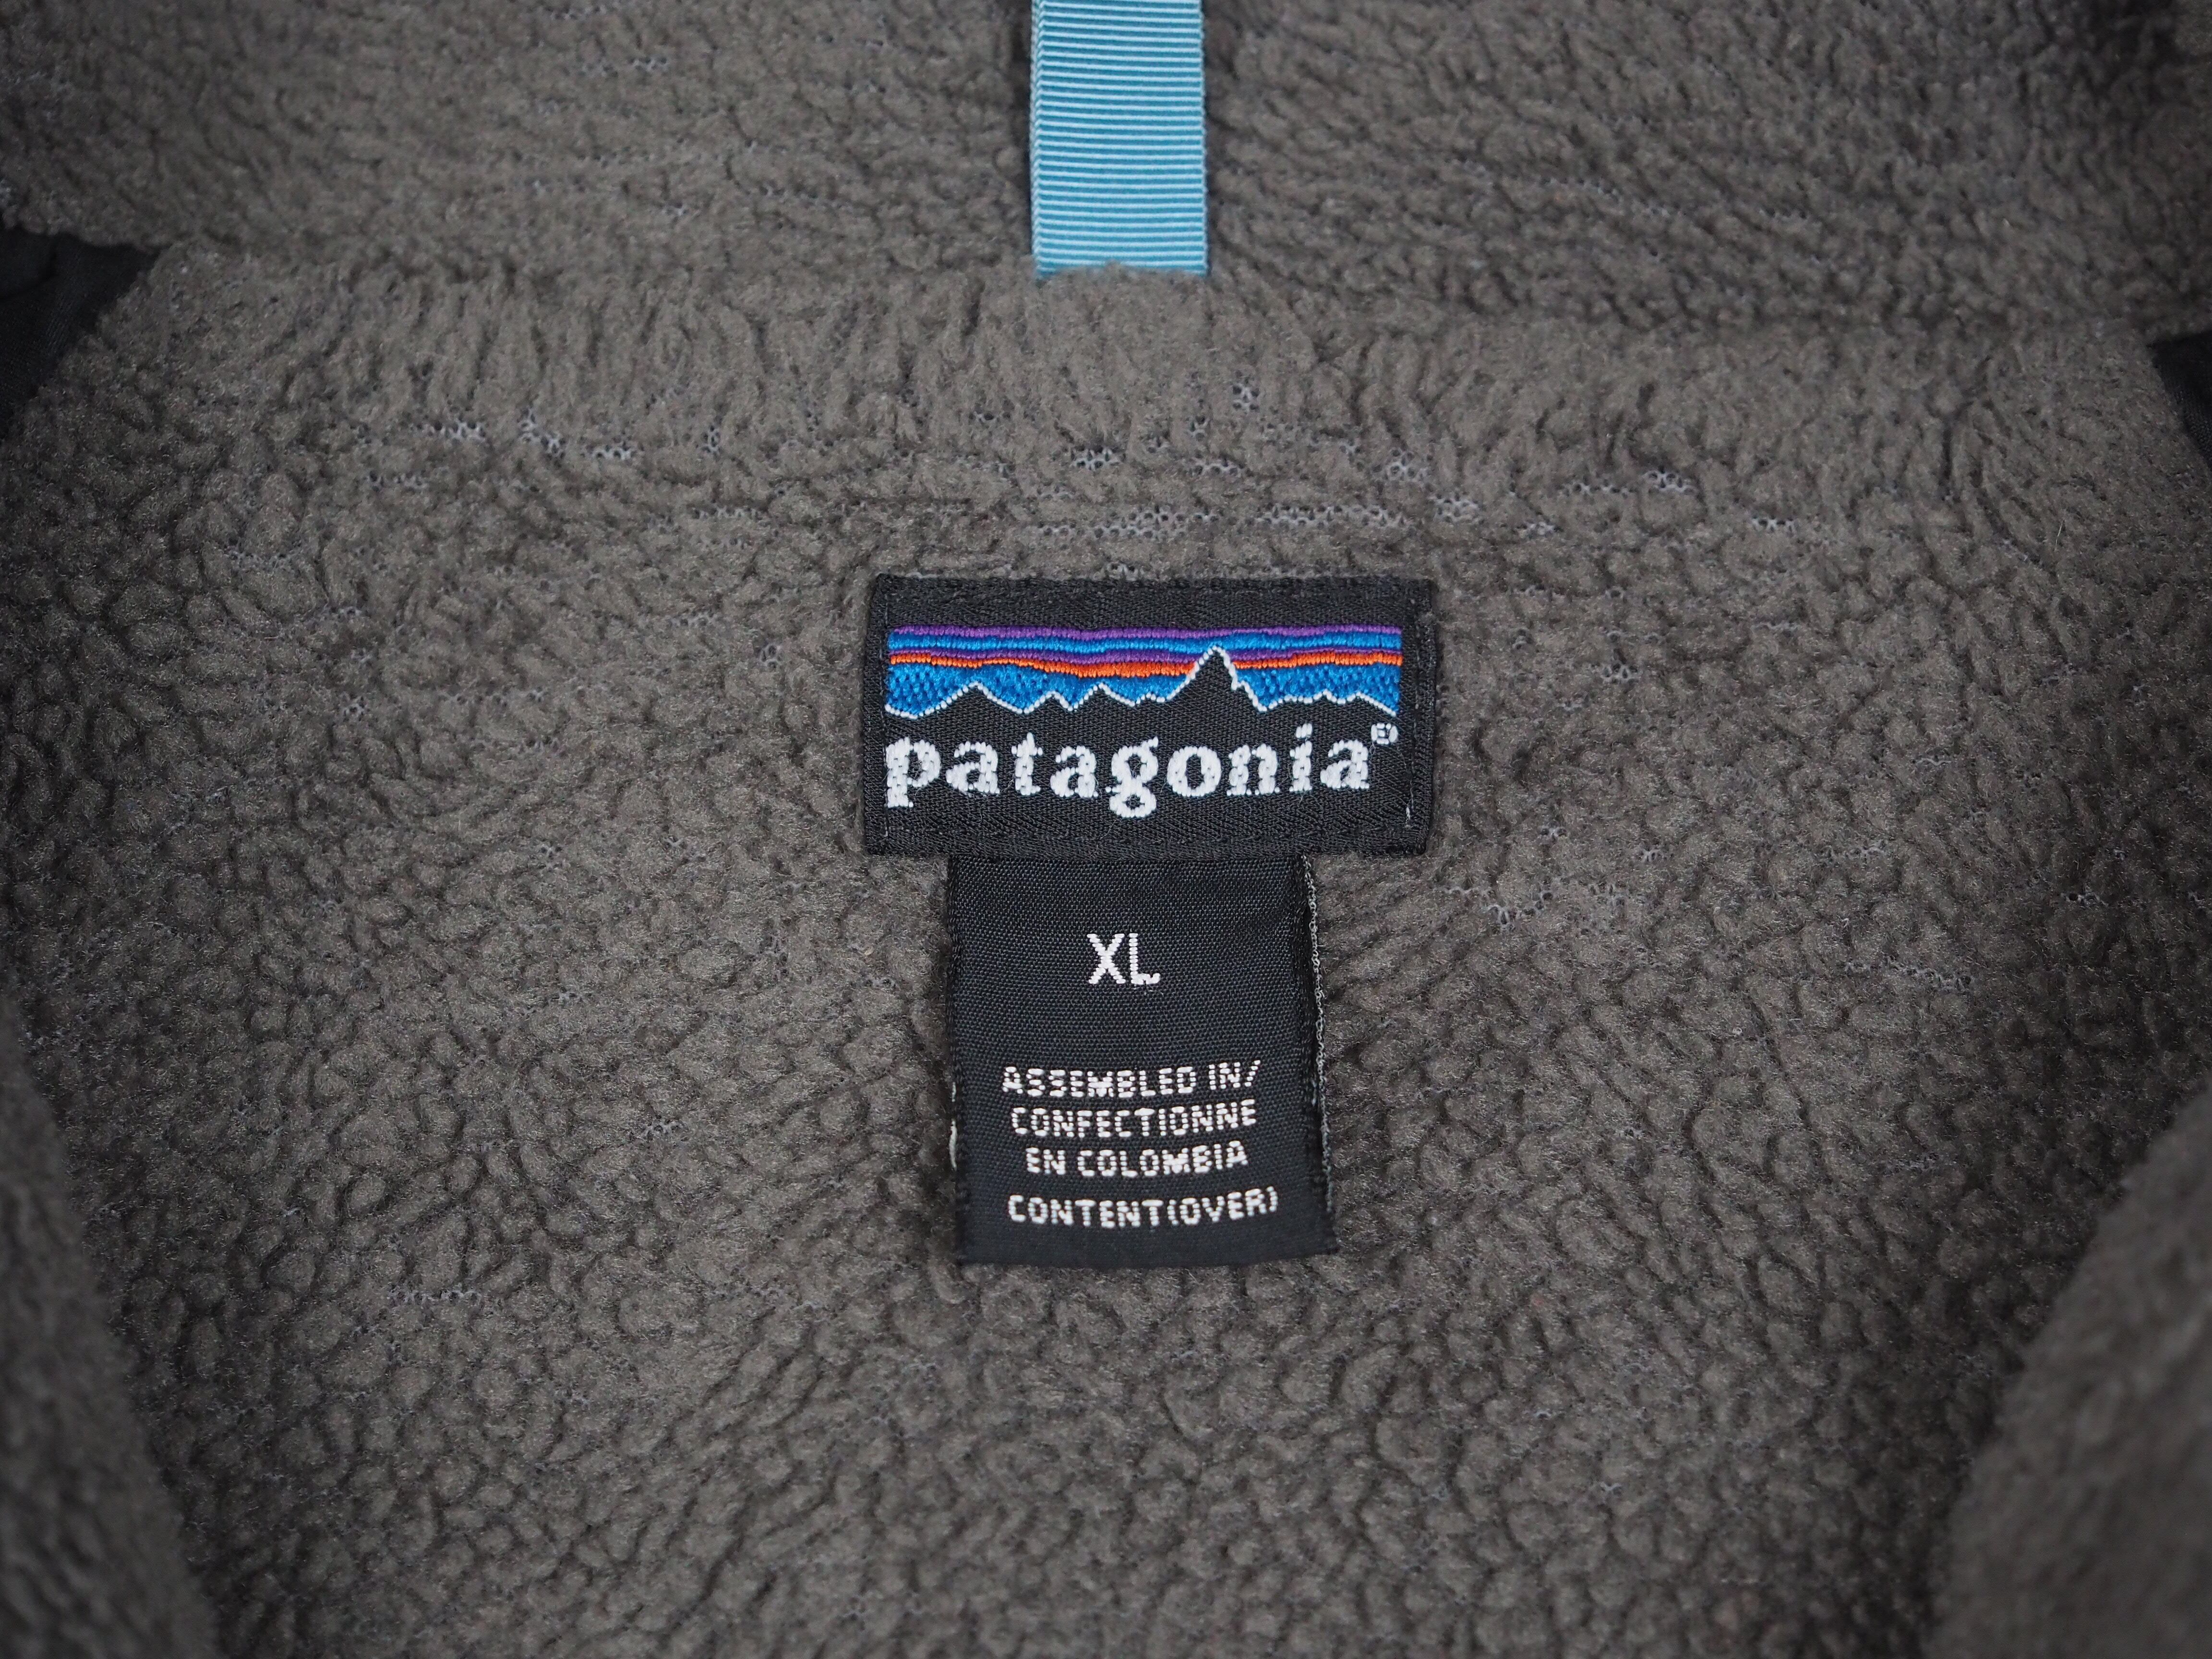 patagonia®
XL
ASSEMBLED IN/
CONFECTIONNE
EN COLOMBIA
CONTENT(OVER)